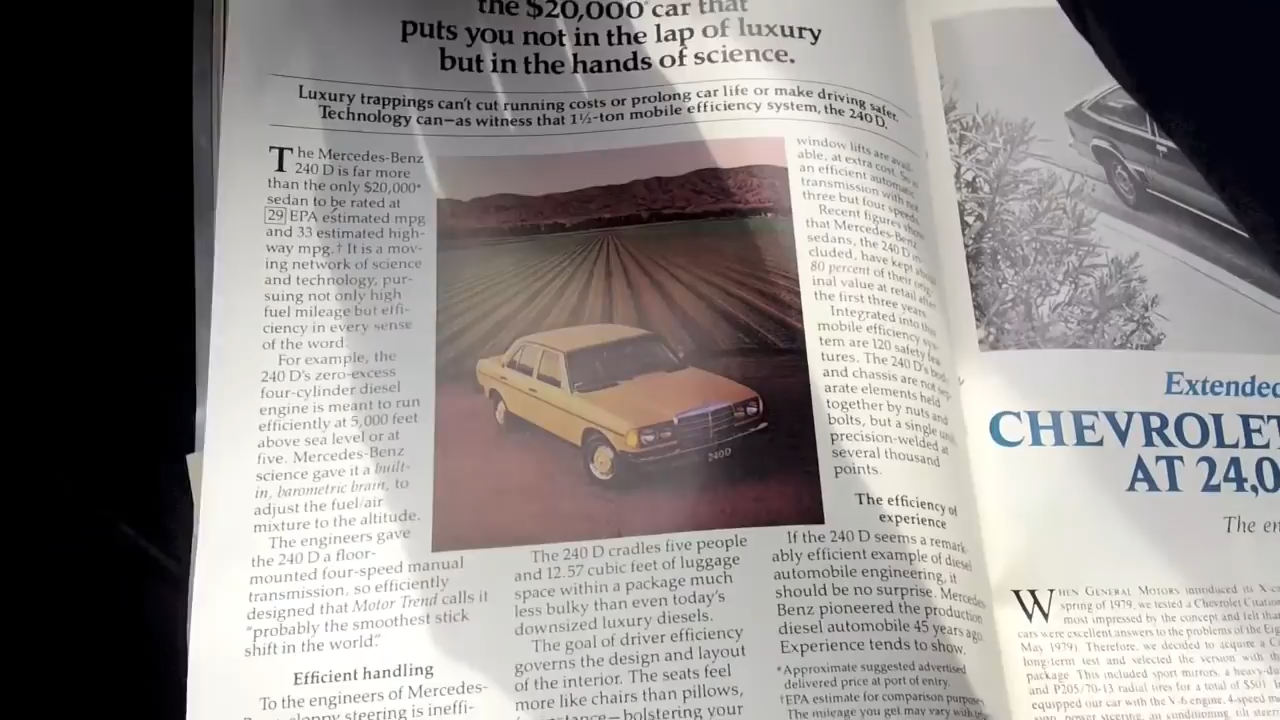 the $20,000* car that
puts you not in the lap of luxury
but in the hands of science.
Luxury trappings can't cut running costs or prolong car life or make driving safer.
Technology can—as witness that 1½-ton mobile efficiency system, the 240 D.
The Mercedes-Benz
240 D is far more
than the only $20,000*
sedan to be rated at
29 EPA estimated mpg
and 33 estimated high-
way mpg.† It is a mov-
ing network of science
and technology, pur-
suing not only high
fuel mileage but effi-
ciency in every sense
of the word.
For example, the
240 D's zero-excess
four-cylinder diesel
engine is meant to run
efficiently at 5,000 feet
above sea level or at
five. Mercedes-Benz
science gave it a built-
in, barometric brain, to
adjust the fuel/air
mixture to the altitude.
The engineers gave
the 240 D a floor-
mounted four-speed manual
transmission, so efficiently
designed that Motor Trend calls it
"probably the smoothest stick
shift in the world."
Efficient handling
To the engineers of Mercedes-
steering is ineffi-
240D
The 240 D cradles five people
and 12.57 cubic feet of luggage
space within a package much
less bulky than even today's
downsized luxury diesels.
The goal of driver efficiency
governs the design and layout
of the interior. The seats feel
more like chairs than pillows,
bolstering your
window lifts are avail-
able, at extra cost. So is
an efficient automatic
transmission with not
three but four speeds.
Recent figures show
that Mercedes-Benz
sedans, the 240 D in-
cluded, have kept about
80 percent of their orig-
inal value at retail after
the first three years.
Integrated into this
mobile efficiency sys-
tem are 120 safety fea-
tures. The 240 D's body
and chassis are not sep-
arate elements held
together by nuts and
bolts, but a single unit
precision-welded at
several thousand
points.
The efficiency of
experience
If the 240 D seems a remark-
ably efficient example of diesel
automobile engineering, it
should be no surprise. Mercedes-
Benz pioneered the production
diesel automobile 45 years ago.
Experience tends to show.
*Approximate suggested advertised
delivered price at port of entry.
†EPA estimate for comparison purposes.
The mileage you get may vary with
Extended
CHEVROLET
AT 24,0
The en
WHEN GENERAL MOTORS introduced its X-c
spring of 1979, we tested a Chevrolet Citation
most impressed by the concept and felt tha
cars were excellent answers to the problems of the Eig
May 1979). Therefore, we decided to acquire a C
long-term test and selected the version with th
package. This included sport mirrors, a heavy-du
and P205/70-13 radial tires for a total of $501. In
equipped our car with the V-6 engine, 4-speed m
power steering, air conditioning, tilt steer